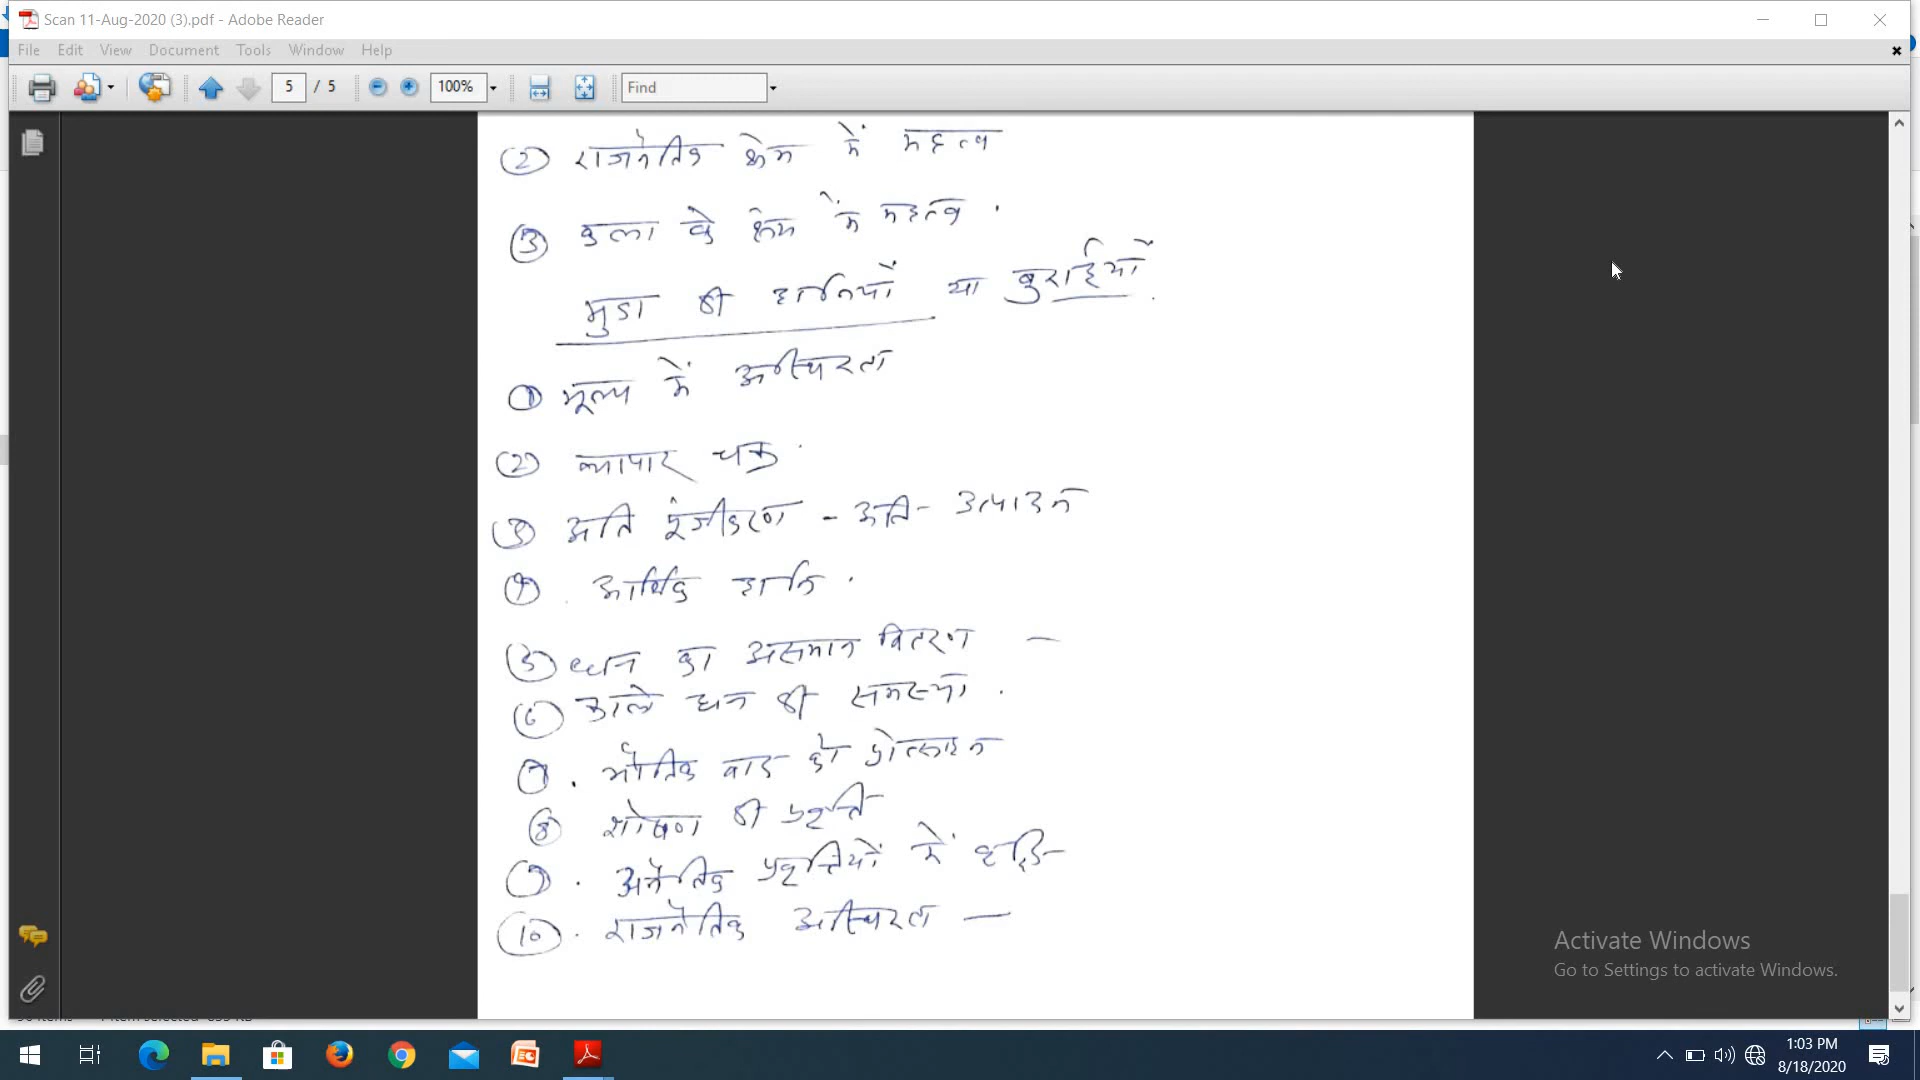 Scan 11-Aug-2020 (3).pdf - Adobe Reader
File Edit View Document Tools Window Help
5 / 5 100% Find
(2) राजनैतिक क्षेत्र में महत्व
(3) कला के क्षेत्र में महत्व .
मुद्रा की हानियाँ या बुराईयाँ .
(1) मूल्य में अस्थिरता
(2) व्यापार चक्र
(3) अति पूंजीकरण - अति - उत्पादन
(4) . आर्थिक हानि .
(5) धन का असमान वितरण —
(6) काले धन की समस्या .
(7) . भौतिक वाद को प्रोत्साहन
(8) शोषण की प्रवृत्ति
(9) . अनैतिक प्रवृत्तियों में वृद्धि -
(10) . राजनैतिक अस्थिरता —
Activate Windows
Go to Settings to activate Windows.
1:03 PM
8/18/2020